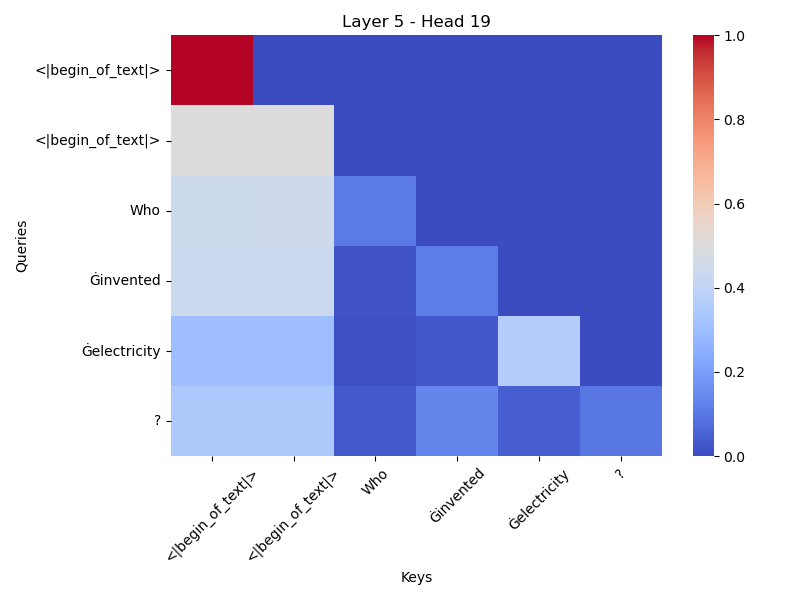 Layer 5 - Head 19
<|begin_of_text|>
<|begin_of_text|>
Who
Ġinvented
Ġelectricity
?
Queries
<|begin_of_text|>
<|begin_of_text|>
Who
Ġinvented
Ġelectricity
?
Keys
1.0
0.8
0.6
0.4
0.2
0.0